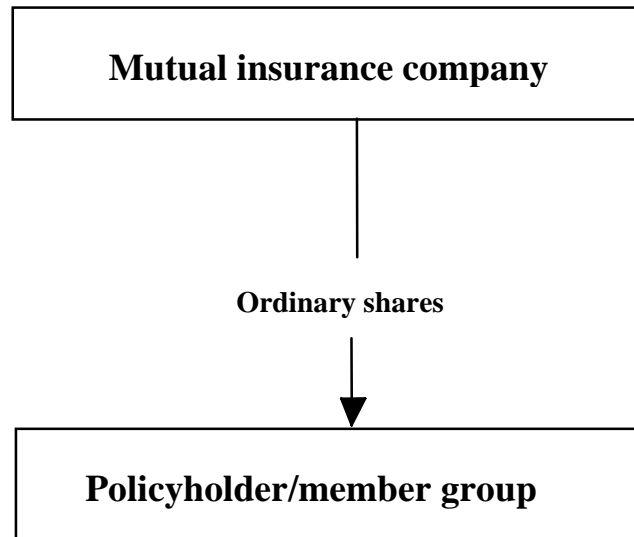 Mutual insurance company
Ordinary shares
Policyholder/member group